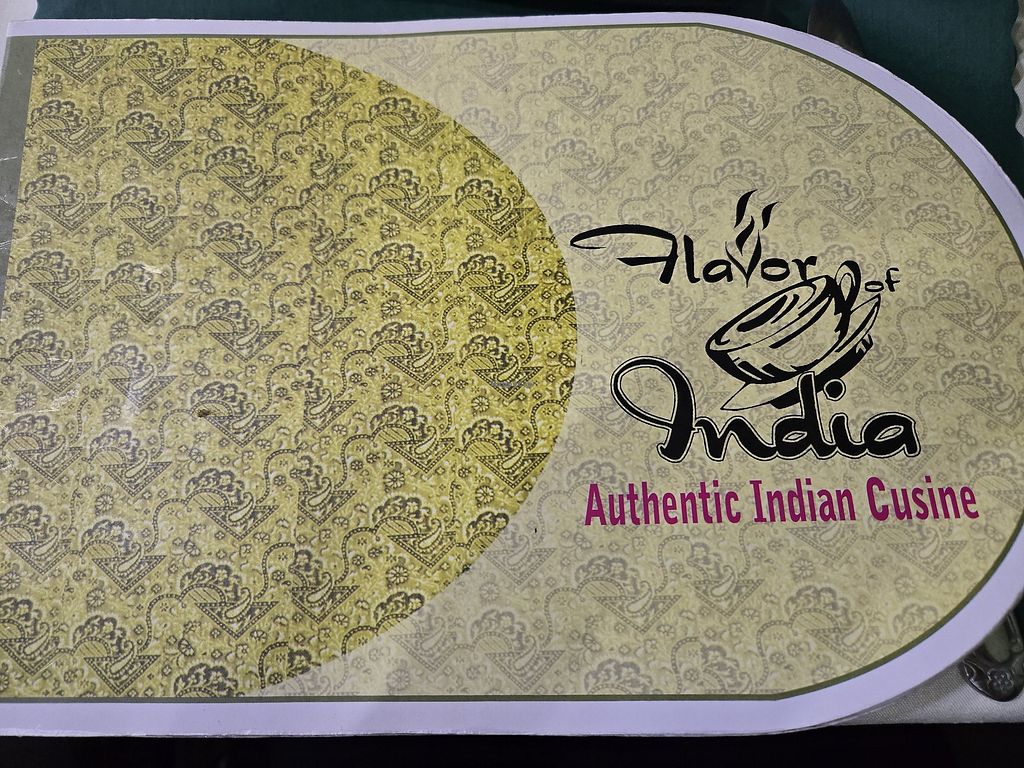 Flavor of
India
Authentic Indian Cusine